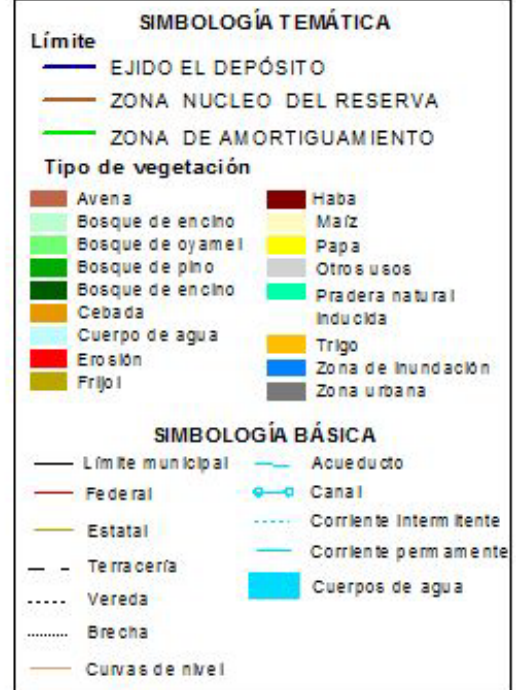 SIMBOLOGÍA TEMÁTICA
Límite
EJIDO EL DEPÓSITO
ZONA NUCLEO DEL RESERVA
ZONA DE AMORTIGUAMIENTO
Tipo de vegetación
Avena
Bosque de encino
Bosque de oyamel
Bosque de pino
Bosque de encino
Cebada
Cuerpo de agua
Erosión
Frijol
Haba
Maíz
Papa
Otros usos
Pradera natural
Inducida
Trigo
Zona de Inundación
Zona urbana
SIMBOLOGÍA BÁSICA
Límite municipal
Federal
Estatal
Terracería
Vereda
Brecha
Curvas de nivel
Acueducto
Canal
Corriente Intermitente
Corriente permamente
Cuerpos de agua